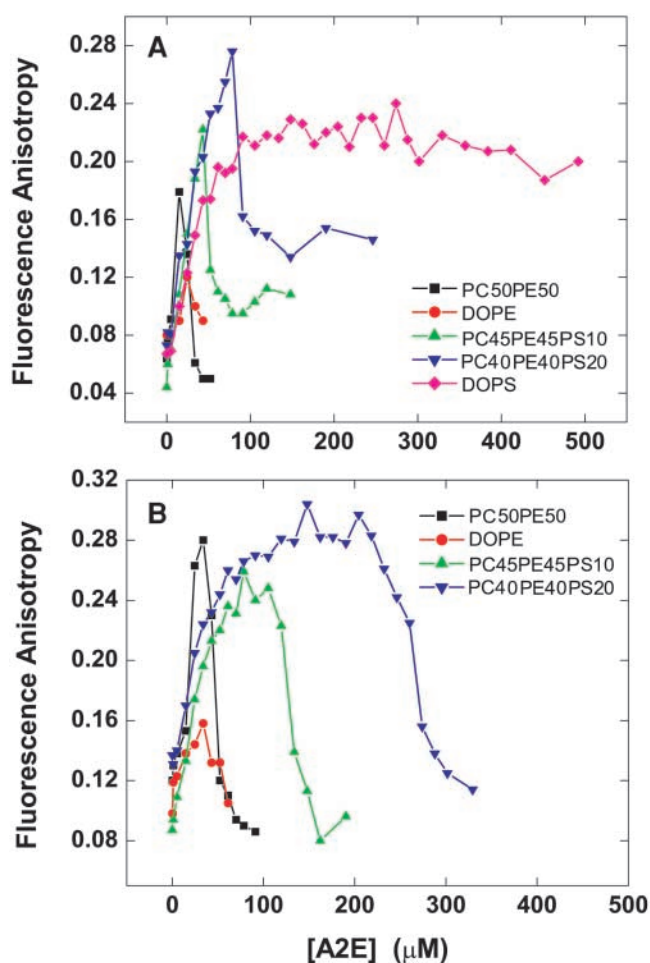 A
Fluorescence Anisotropy
0.28
0.24
0.20
0.16
0.12
0.08
0.04
PC50PE50
DOPE
PC45PE45PS10
PC40PE40PS20
DOPS
0 100 200 300 400 500
B
Fluorescence Anisotropy
0.32
0.28
0.24
0.20
0.16
0.12
0.08
PC50PE50
DOPE
PC45PE45PS10
PC40PE40PS20
0 100 200 300 400 500
[A2E] (μM)